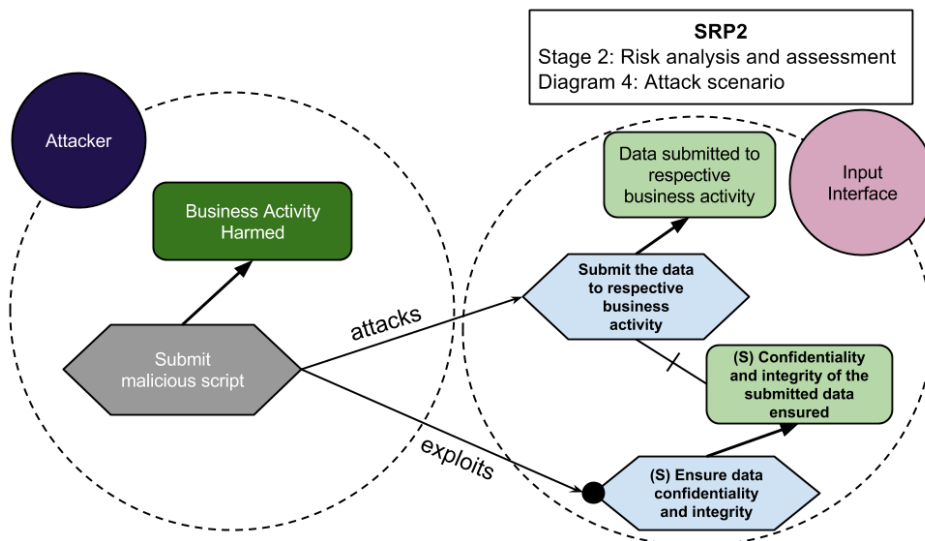 SRP2
Stage 2: Risk analysis and assessment
Diagram 4: Attack scenario
Attacker
Business Activity
Harmed
Submit
malicious script
attacks
exploits
Data submitted to
respective
business activity
Input
Interface
Submit the data
to respective
business
activity
(S) Confidentiality
and integrity of the
submitted data
ensured
(S) Ensure data
confidentiality
and integrity